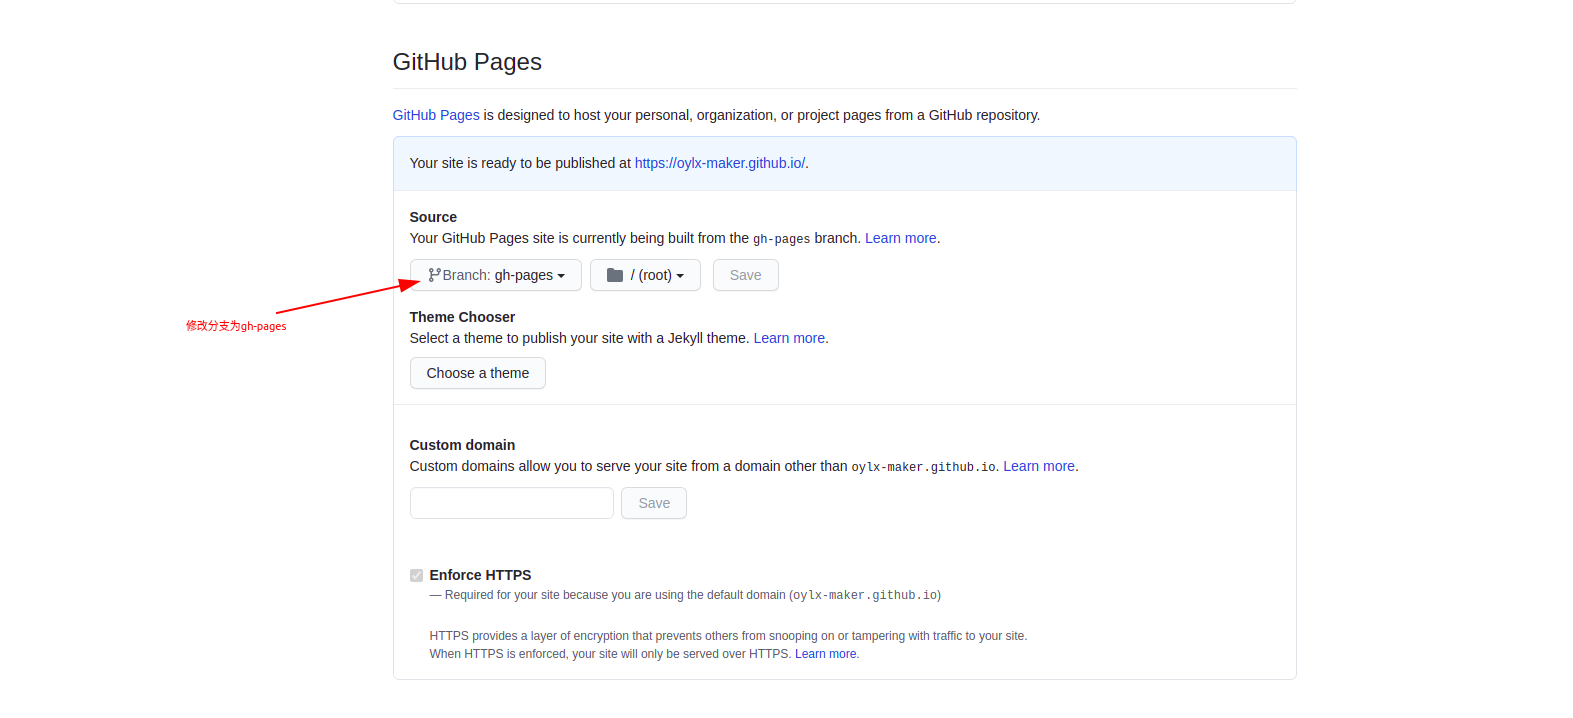 GitHub Pages
GitHub Pages is designed to host your personal, organization, or project pages from a GitHub repository.
Your site is ready to be published at https://oylx-maker.github.io/.
Source
Your GitHub Pages site is currently being built from the gh-pages branch. Learn more.
Branch: gh-pages / (root) Save
修改分支为gh-pages
Theme Chooser
Select a theme to publish your site with a Jekyll theme. Learn more.
Choose a theme
Custom domain
Custom domains allow you to serve your site from a domain other than oylx-maker.github.io. Learn more.
Save
Enforce HTTPS
— Required for your site because you are using the default domain (oylx-maker.github.io)
HTTPS provides a layer of encryption that prevents others from snooping on or tampering with traffic to your site.
When HTTPS is enforced, your site will only be served over HTTPS. Learn more.